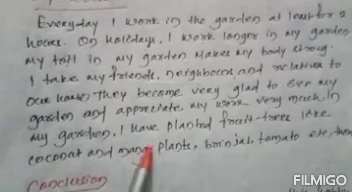 Everyday I work in the garden at least for 2
hours. On holidays, I work longer in my garden.
My toil in my garden makes my body strong.
I take my friends, neighbours and relatives to
our house, They become very glad to see my
garden and appreciate my work very much. In
my garden, I have planted fruit-trees like
coconut and mango plants, brinjal, tomato etc,
Conclusion
FILMIGO